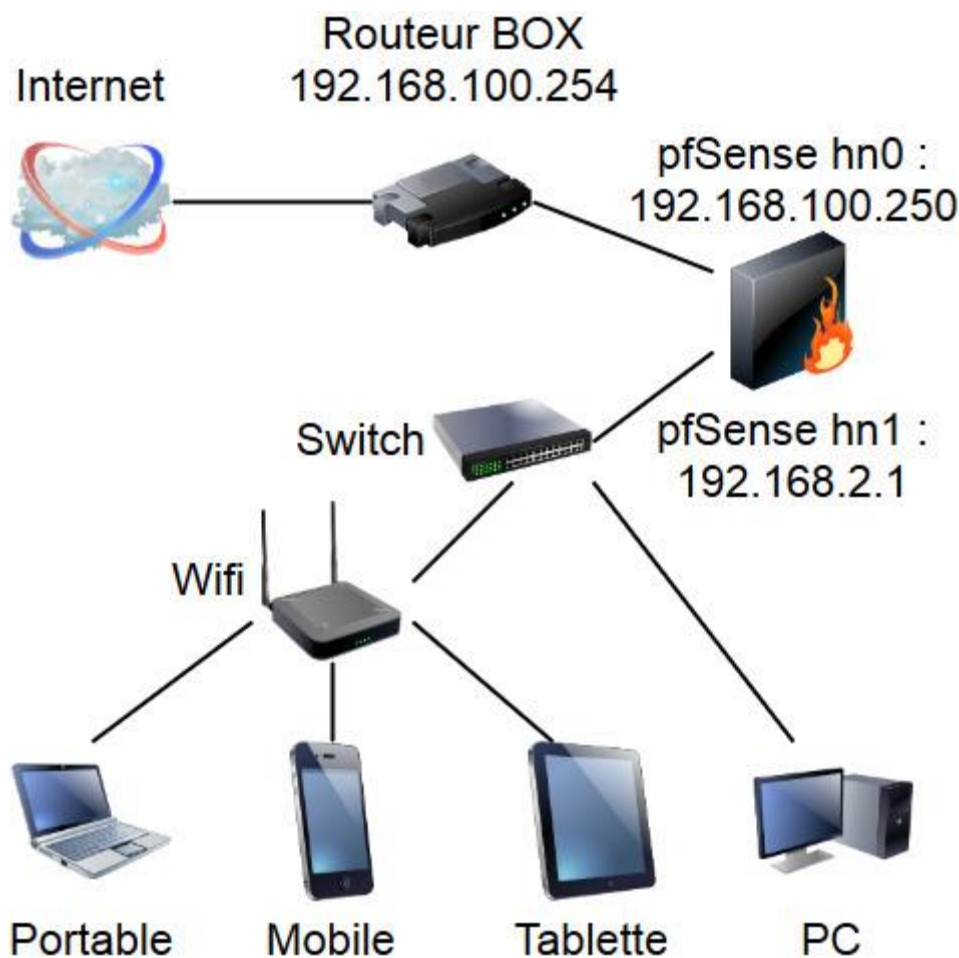 Routeur BOX
Internet
192.168.100.254
pfSense hn0 :
192.168.100.250
Switch
pfSense hn1 :
192.168.2.1
Wifi
Portable
Mobile
Tablette
PC